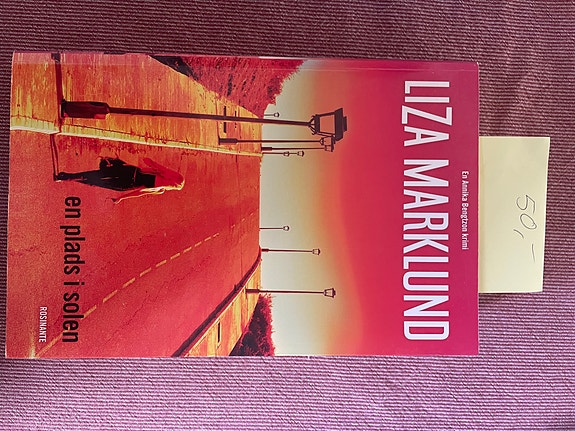 50,-
En Annika Bengtzon krimi
LIZA MARKLUND
en plads i solen
ROSINANTE